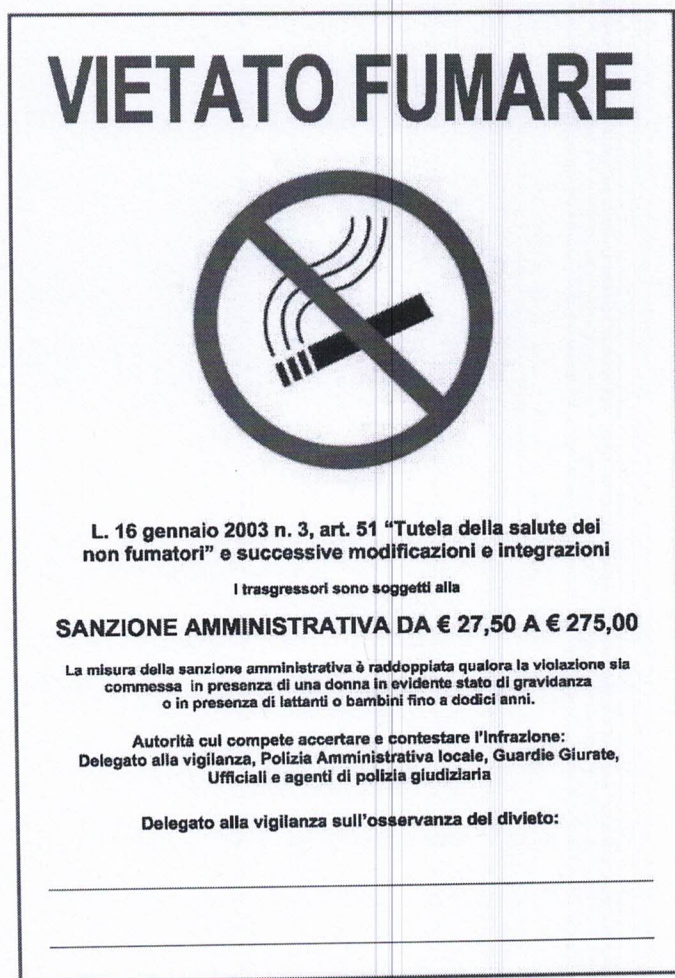 VIETATO FUMARE
L. 16 gennaio 2003 n. 3, art. 51 “Tutela della salute dei
non fumatori” e successive modificazioni e integrazioni
I trasgressori sono soggetti alla
SANZIONE AMMINISTRATIVA DA € 27,50 A € 275,00
La misura della sanzione amministrativa è raddoppiata qualora la violazione sia
commessa in presenza di una donna in evidente stato di gravidanza
o in presenza di lattanti o bambini fino a dodici anni.
Autorità cui compete accertare e contestare l'infrazione:
Delegato alla vigilanza, Polizia Amministrativa locale, Guardie Giurate,
Ufficiali e agenti di polizia giudiziaria
Delegato alla vigilanza sull'osservanza del divieto: